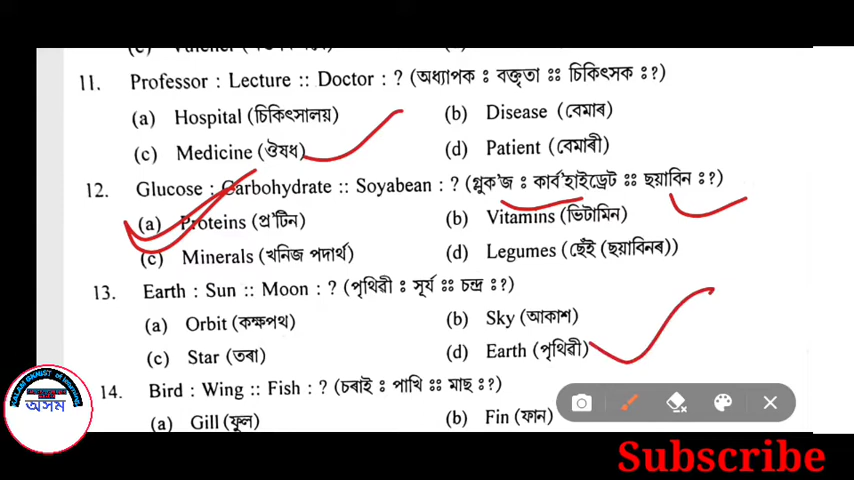 11. Professor : Lecture :: Doctor : ? (অধ্যাপক ঃ বক্তৃতা ঃঃ চিকিৎসক ঃ?)
(a) Hospital (চিকিৎসালয়)
(b) Disease (বেমাৰ)
(c) Medicine (ঔষধ)
(d) Patient (বেমাৰী)
12. Glucose : Carbohydrate :: Soyabean : ? (গ্লুক'জ ঃ কাৰ্ব'হাইড্ৰেট ঃঃ ছয়াবিন ঃ?)
(a) Proteins (প্ৰ'টিন)
(b) Vitamins (ভিটামিন)
(c) Minerals (খনিজ পদাৰ্থ)
(d) Legumes (ছেঁই (ছয়াবিনৰ))
13. Earth : Sun :: Moon : ? (পৃথিৱী ঃ সূৰ্য ঃঃ চন্দ্ৰ ঃ?)
(a) Orbit (কক্ষপথ)
(b) Sky (আকাশ)
(c) Star (তৰা)
(d) Earth (পৃথিৱী)
14. Bird : Wing :: Fish : ? (চৰাই ঃ পাখি ঃঃ মাছ ঃ?)
(a) Gill (ফুল)
(b) Fin (ফান)
অসম
Subscribe